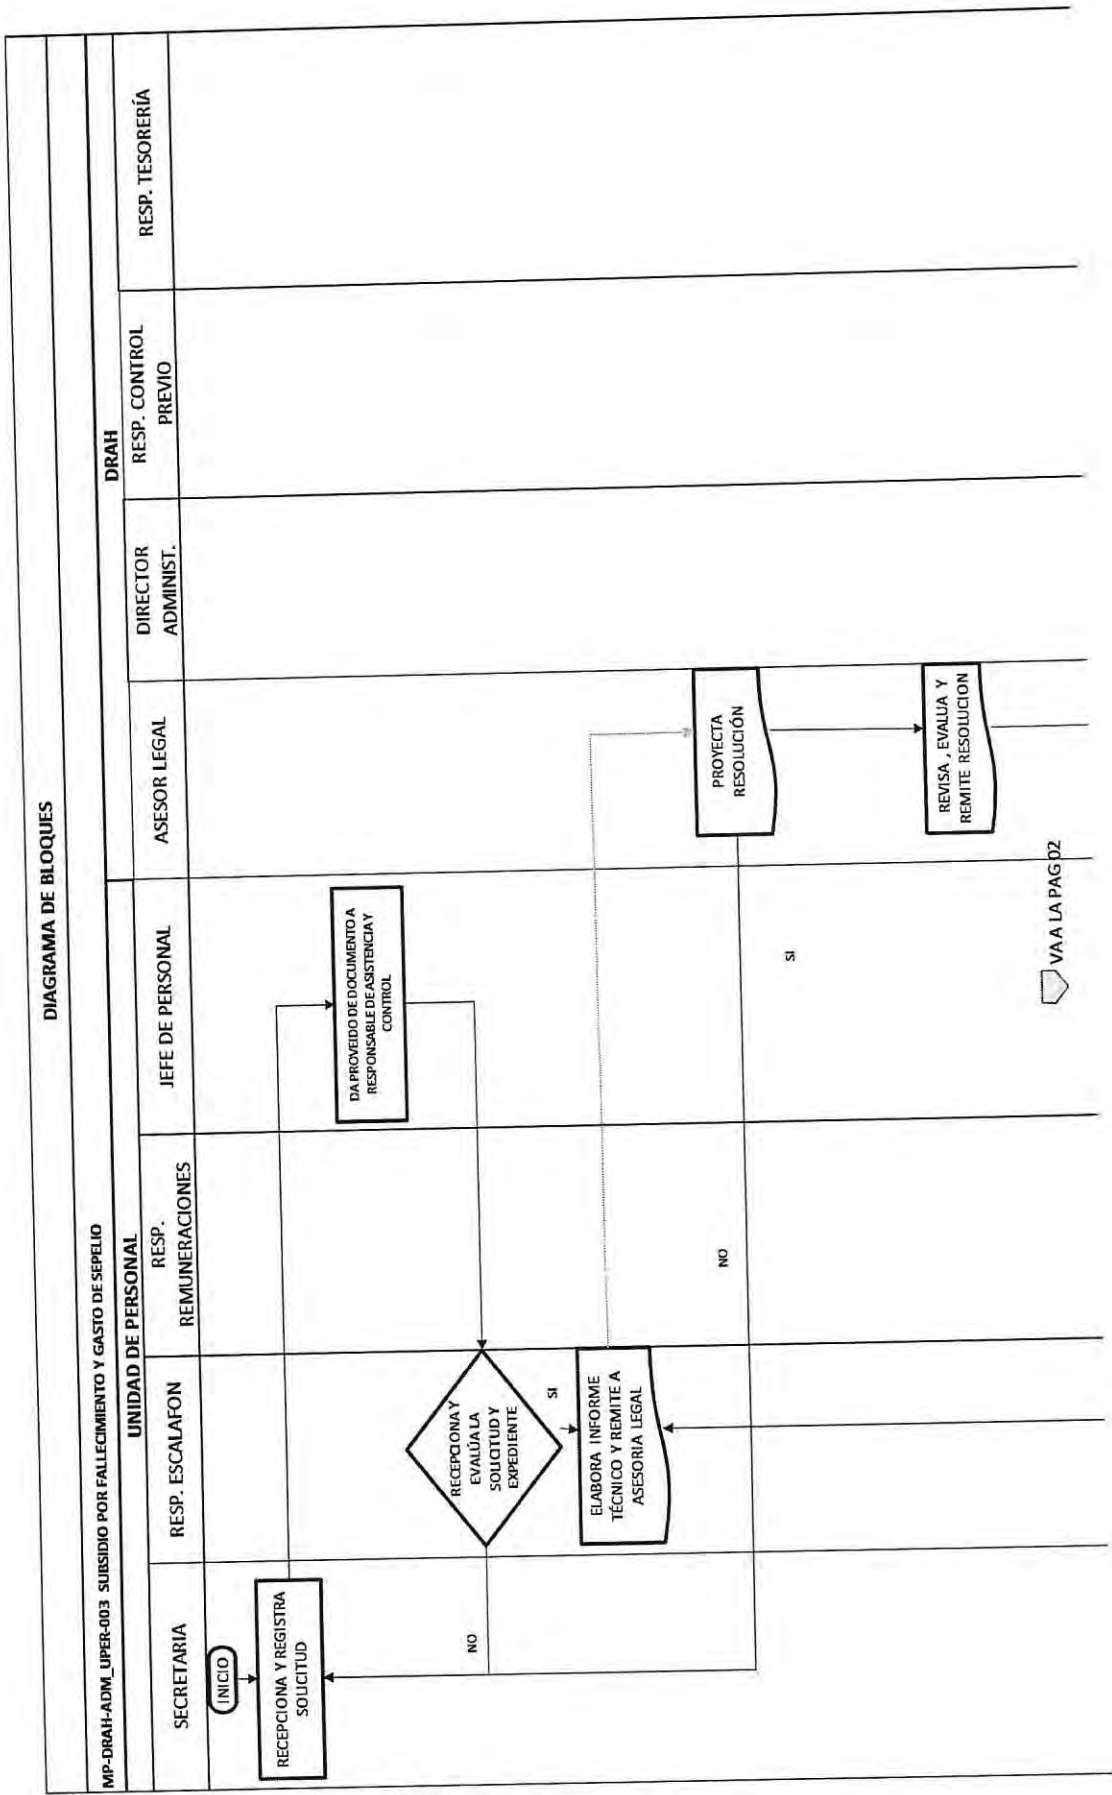 DIAGRAMA DE BLOQUES
MP-DRAH-ADM_UPER-003 SUBSIDIO POR FALLECIMIENTO Y GASTO DE SEPELIO
UNIDAD DE PERSONAL
DRAH
SECRETARIA
RESP. ESCALAFON
RESP.
REMUNERACIONES
JEFE DE PERSONAL
ASESOR LEGAL
DIRECTOR
ADMINIST.
RESP. CONTROL
PREVIO
RESP. TESORERÍA
INICIO
RECEPCIONA Y REGISTRA
SOLICITUD
DA PROVEIDO DE DOCUMENTO A
RESPONSABLE DE ASISTENCIA Y
CONTROL
RECEPCIONA Y
EVALÚA LA
SOLICITUD Y
EXPEDIENTE
NO
SI
ELABORA INFORME
TÉCNICO Y REMITE A
ASESORIA LEGAL
PROYECTA
RESOLUCIÓN
NO
SI
REVISA , EVALUA Y
REMITE RESOLUCION
VA A LA PAG 02